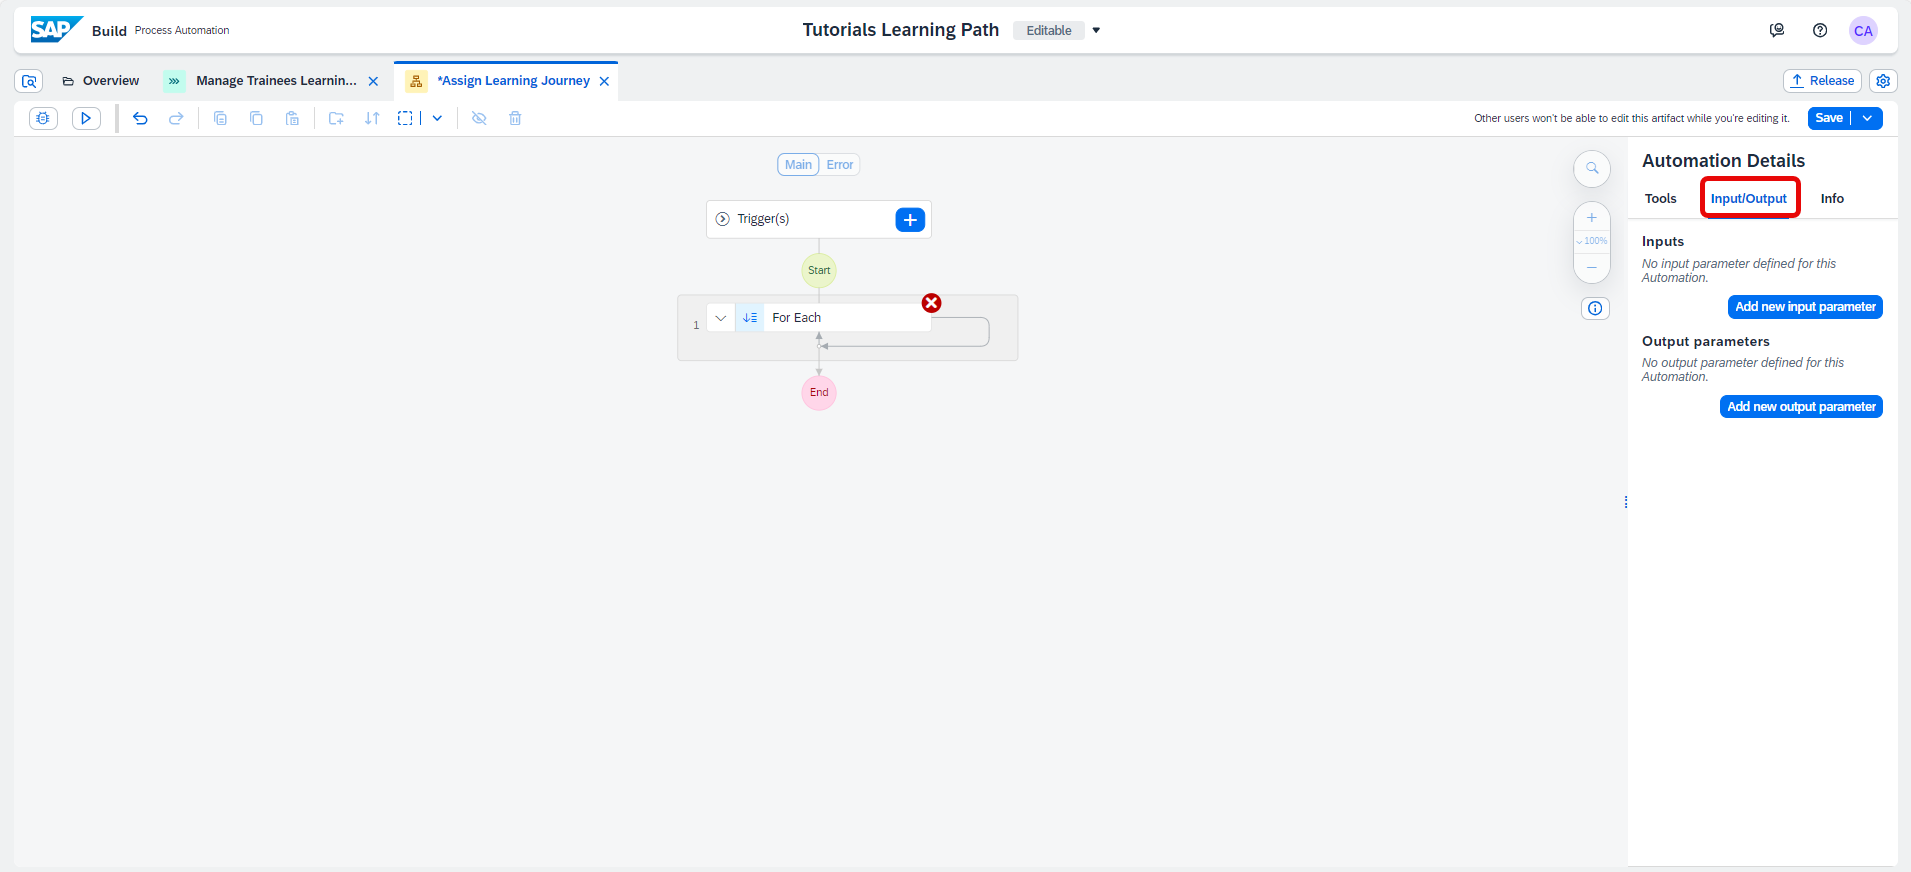 SAP Build Process Automation
Tutorials Learning Path Editable
CA
Overview
Manage Trainees Learnin...
*Assign Learning Journey
Release
Other users won't be able to edit this artifact while you're editing it.
Save
Main Error
Trigger(s)
Start
1
For Each
End
100%
Automation Details
Tools Input/Output Info
Inputs
No input parameter defined for this
Automation.
Add new input parameter
Output parameters
No output parameter defined for this
Automation.
Add new output parameter